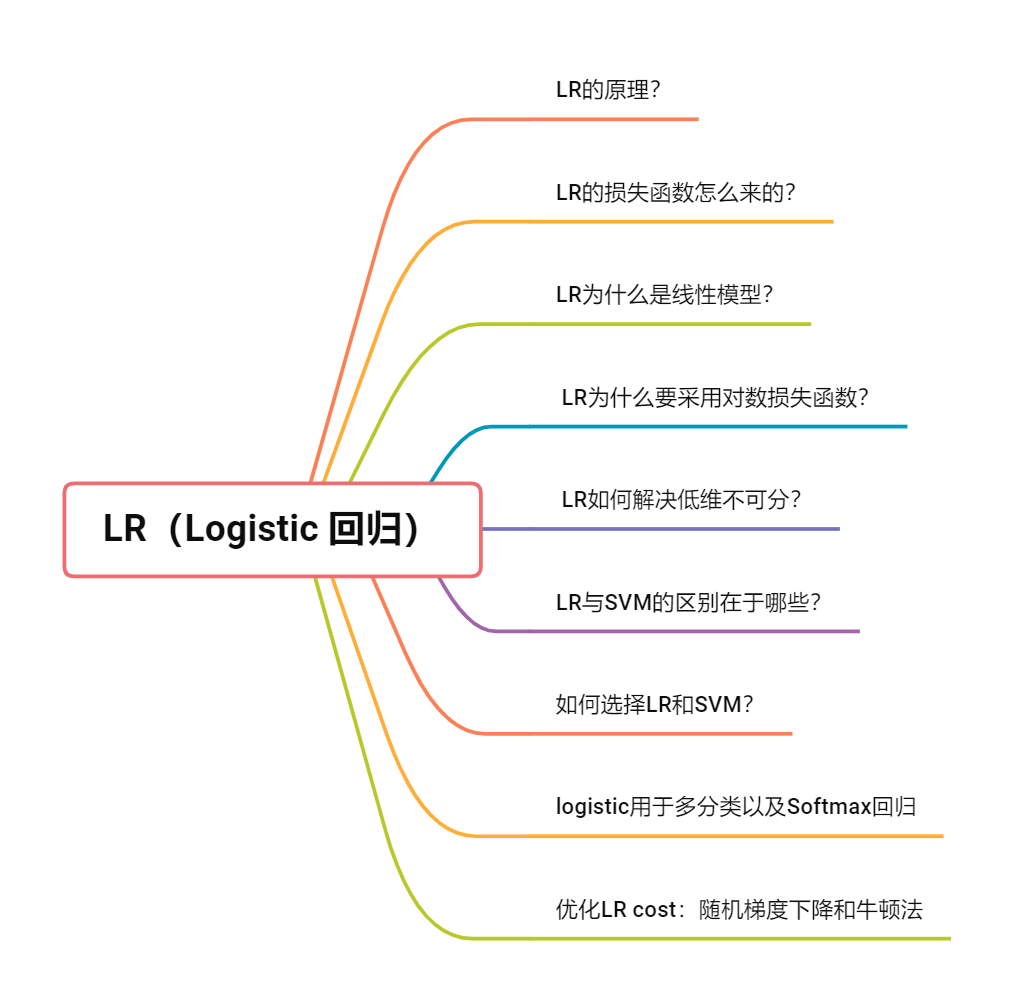 LR的原理？
LR的损失函数怎么来的？
LR为什么是线性模型？
LR为什么要采用对数损失函数？
LR如何解决低维不可分？
LR（Logistic 回归）
LR与SVM的区别在于哪些？
如何选择LR和SVM？
logistic用于多分类以及Softmax回归
优化LR cost：随机梯度下降和牛顿法